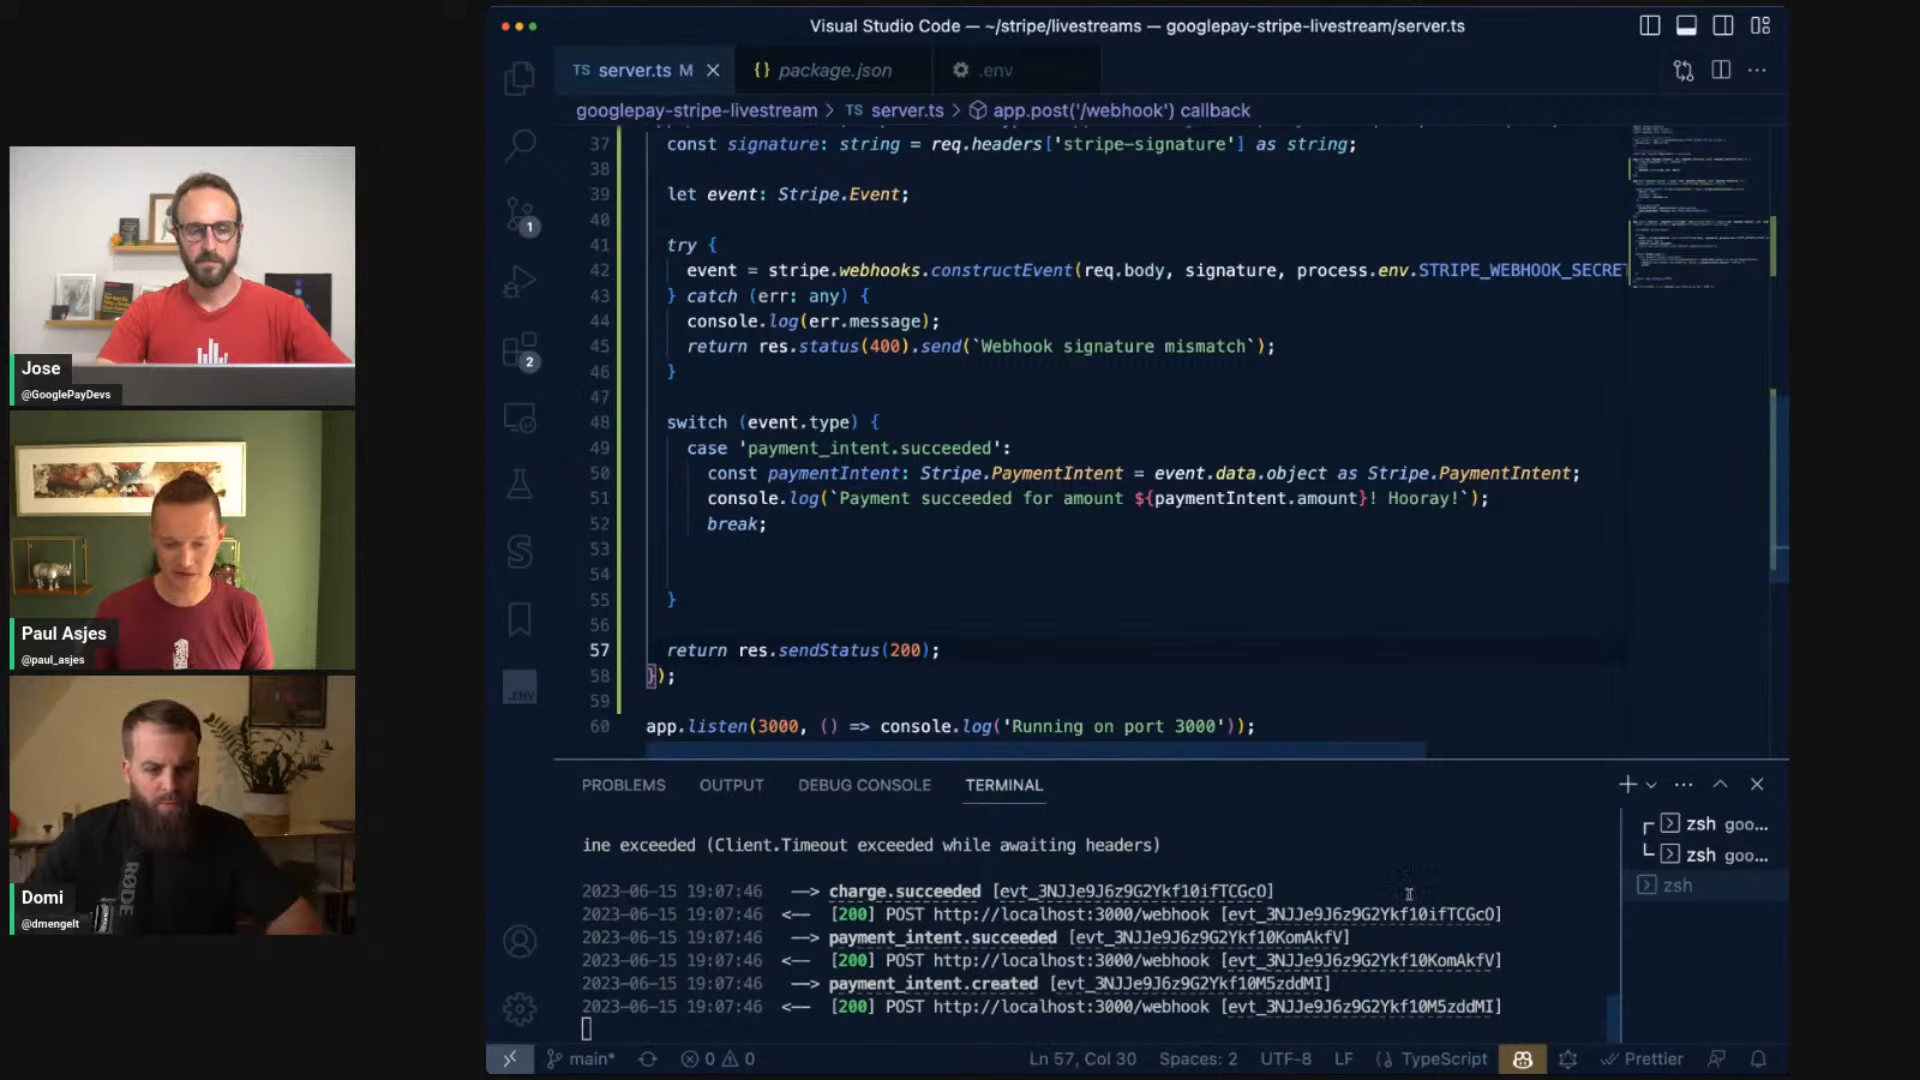 Visual Studio Code — ~/stripe/livestreams — googlepay-stripe-livestream/server.ts
TS server.ts M
{} package.json
.env
googlepay-stripe-livestream > TS server.ts > app.post('/webhook') callback
37 const signature: string = req.headers['stripe-signature'] as string;
38
39 let event: Stripe.Event;
40
41 try {
42 event = stripe.webhooks.constructEvent(req.body, signature, process.env.STRIPE_WEBHOOK_SECRET
43 } catch (err: any) {
44 console.log(err.message);
45 return res.status(400).send(`Webhook signature mismatch`);
46 }
47
48 switch (event.type) {
49 case 'payment_intent.succeeded':
50 const paymentIntent: Stripe.PaymentIntent = event.data.object as Stripe.PaymentIntent;
51 console.log(`Payment succeeded for amount ${paymentIntent.amount}! Hooray!`);
52 break;
53
54
55 }
56
57 return res.sendStatus(200);
58 });
59
60 app.listen(3000, () => console.log('Running on port 3000'));
1
2
S
.ENV
Jose
@GooglePayDevs
Paul Asjes
@paul_asjes
RØDE
Domi
@dmengelt
PROBLEMS OUTPUT DEBUG CONSOLE TERMINAL
ine exceeded (Client.Timeout exceeded while awaiting headers)
2023-06-15 19:07:46 --> charge.succeeded [evt_3NJJe9J6z9G2Ykf10ifTCGcO]
2023-06-15 19:07:46 <-- [200] POST http://localhost:3000/webhook [evt_3NJJe9J6z9G2Ykf10ifTCGcO]
2023-06-15 19:07:46 --> payment_intent.succeeded [evt_3NJJe9J6z9G2Ykf10KomAkfV]
2023-06-15 19:07:46 <-- [200] POST http://localhost:3000/webhook [evt_3NJJe9J6z9G2Ykf10KomAkfV]
2023-06-15 19:07:46 --> payment_intent.created [evt_3NJJe9J6z9G2Ykf10M5zddMI]
2023-06-15 19:07:46 <-- [200] POST http://localhost:3000/webhook [evt_3NJJe9J6z9G2Ykf10M5zddMI]
zsh goo...
zsh goo...
zsh
main* 0 0 Ln 57, Col 30 Spaces: 2 UTF-8 LF TypeScript Prettier